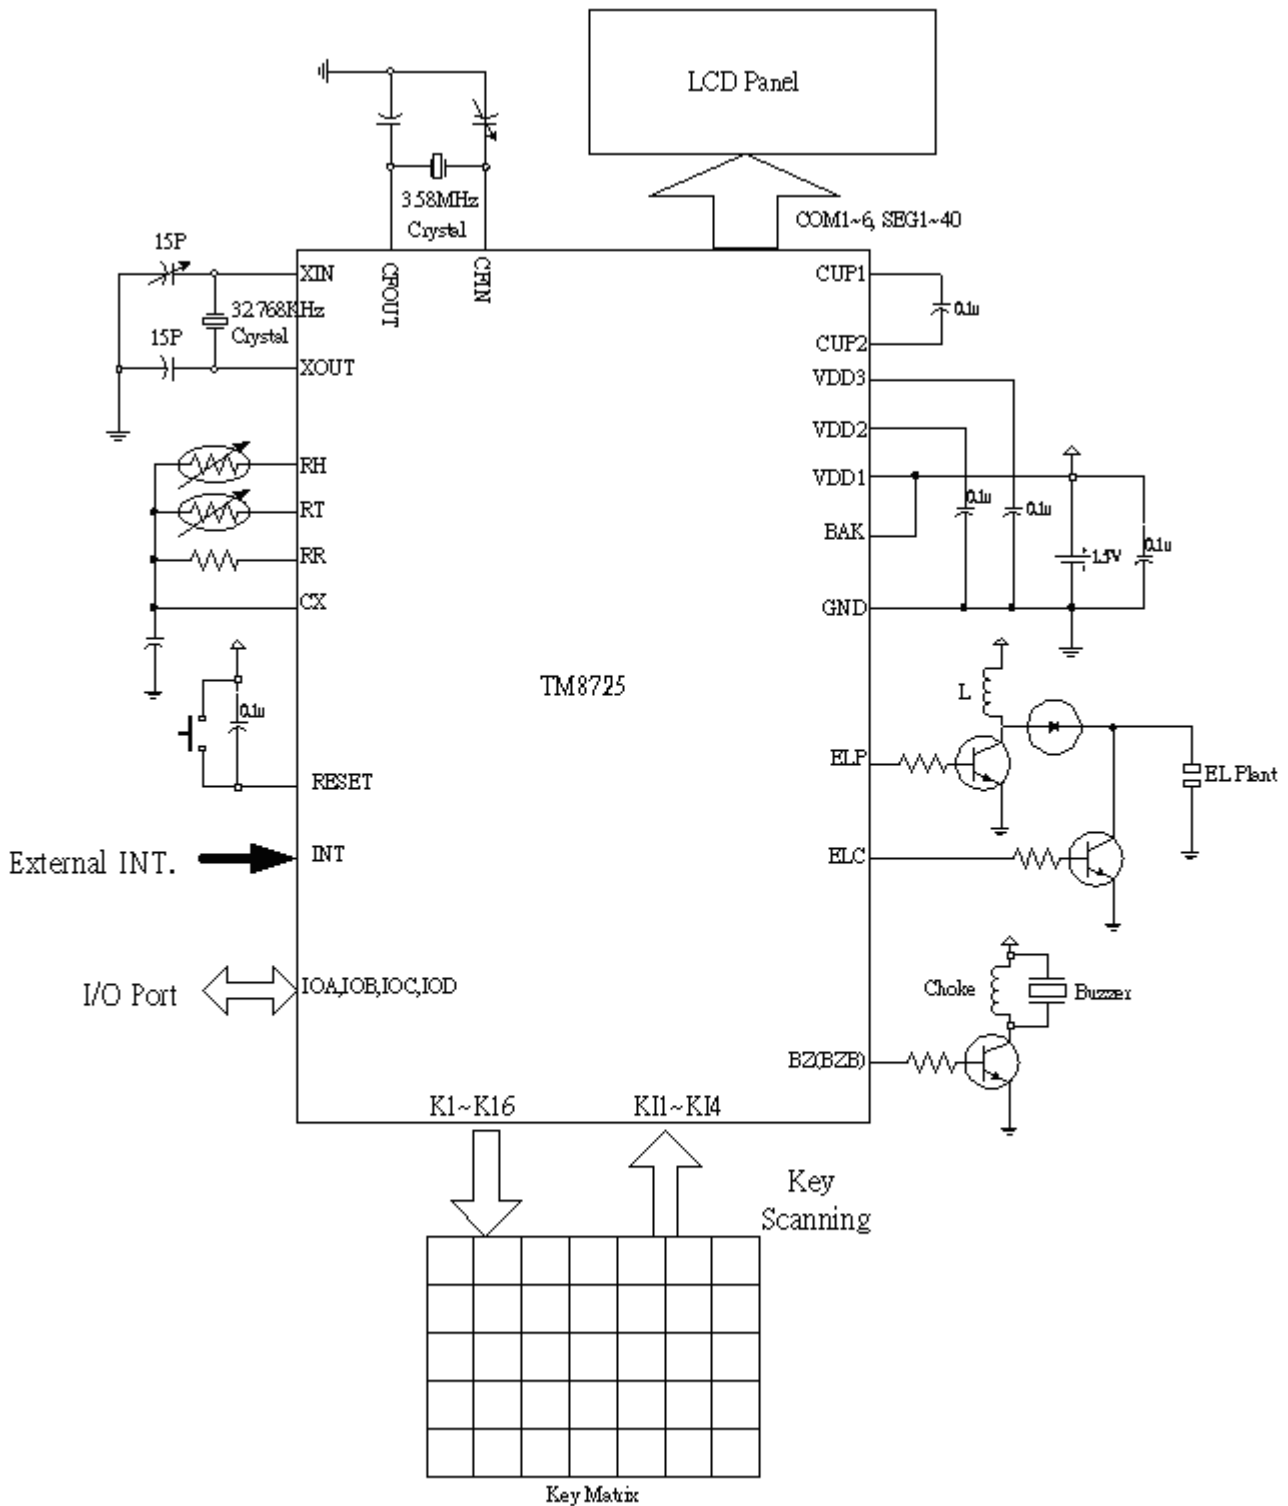 LCD Panel
3.58MHz
Crystal
COM1~6, SEG1~40
15P
XIN
CFOUT
CFIN
CUP1
32.768KHz
Crystal
0.1u
15P
XOUT
CUP2
VDD3
VDD2
RH
VDD1
0.1u
0.1u
RT
BAK
1.5V
0.1u
RR
CX
GND
TM8725
L
0.1u
ELP
EL Plant
RESET
External INT.
INT
ELC
I/O Port
IOA,IOB,IOC,IOD
Choke
Buzzer
BZ(BZB)
K1~K16
KI1~KI4
Key
Scanning
Key Matrix